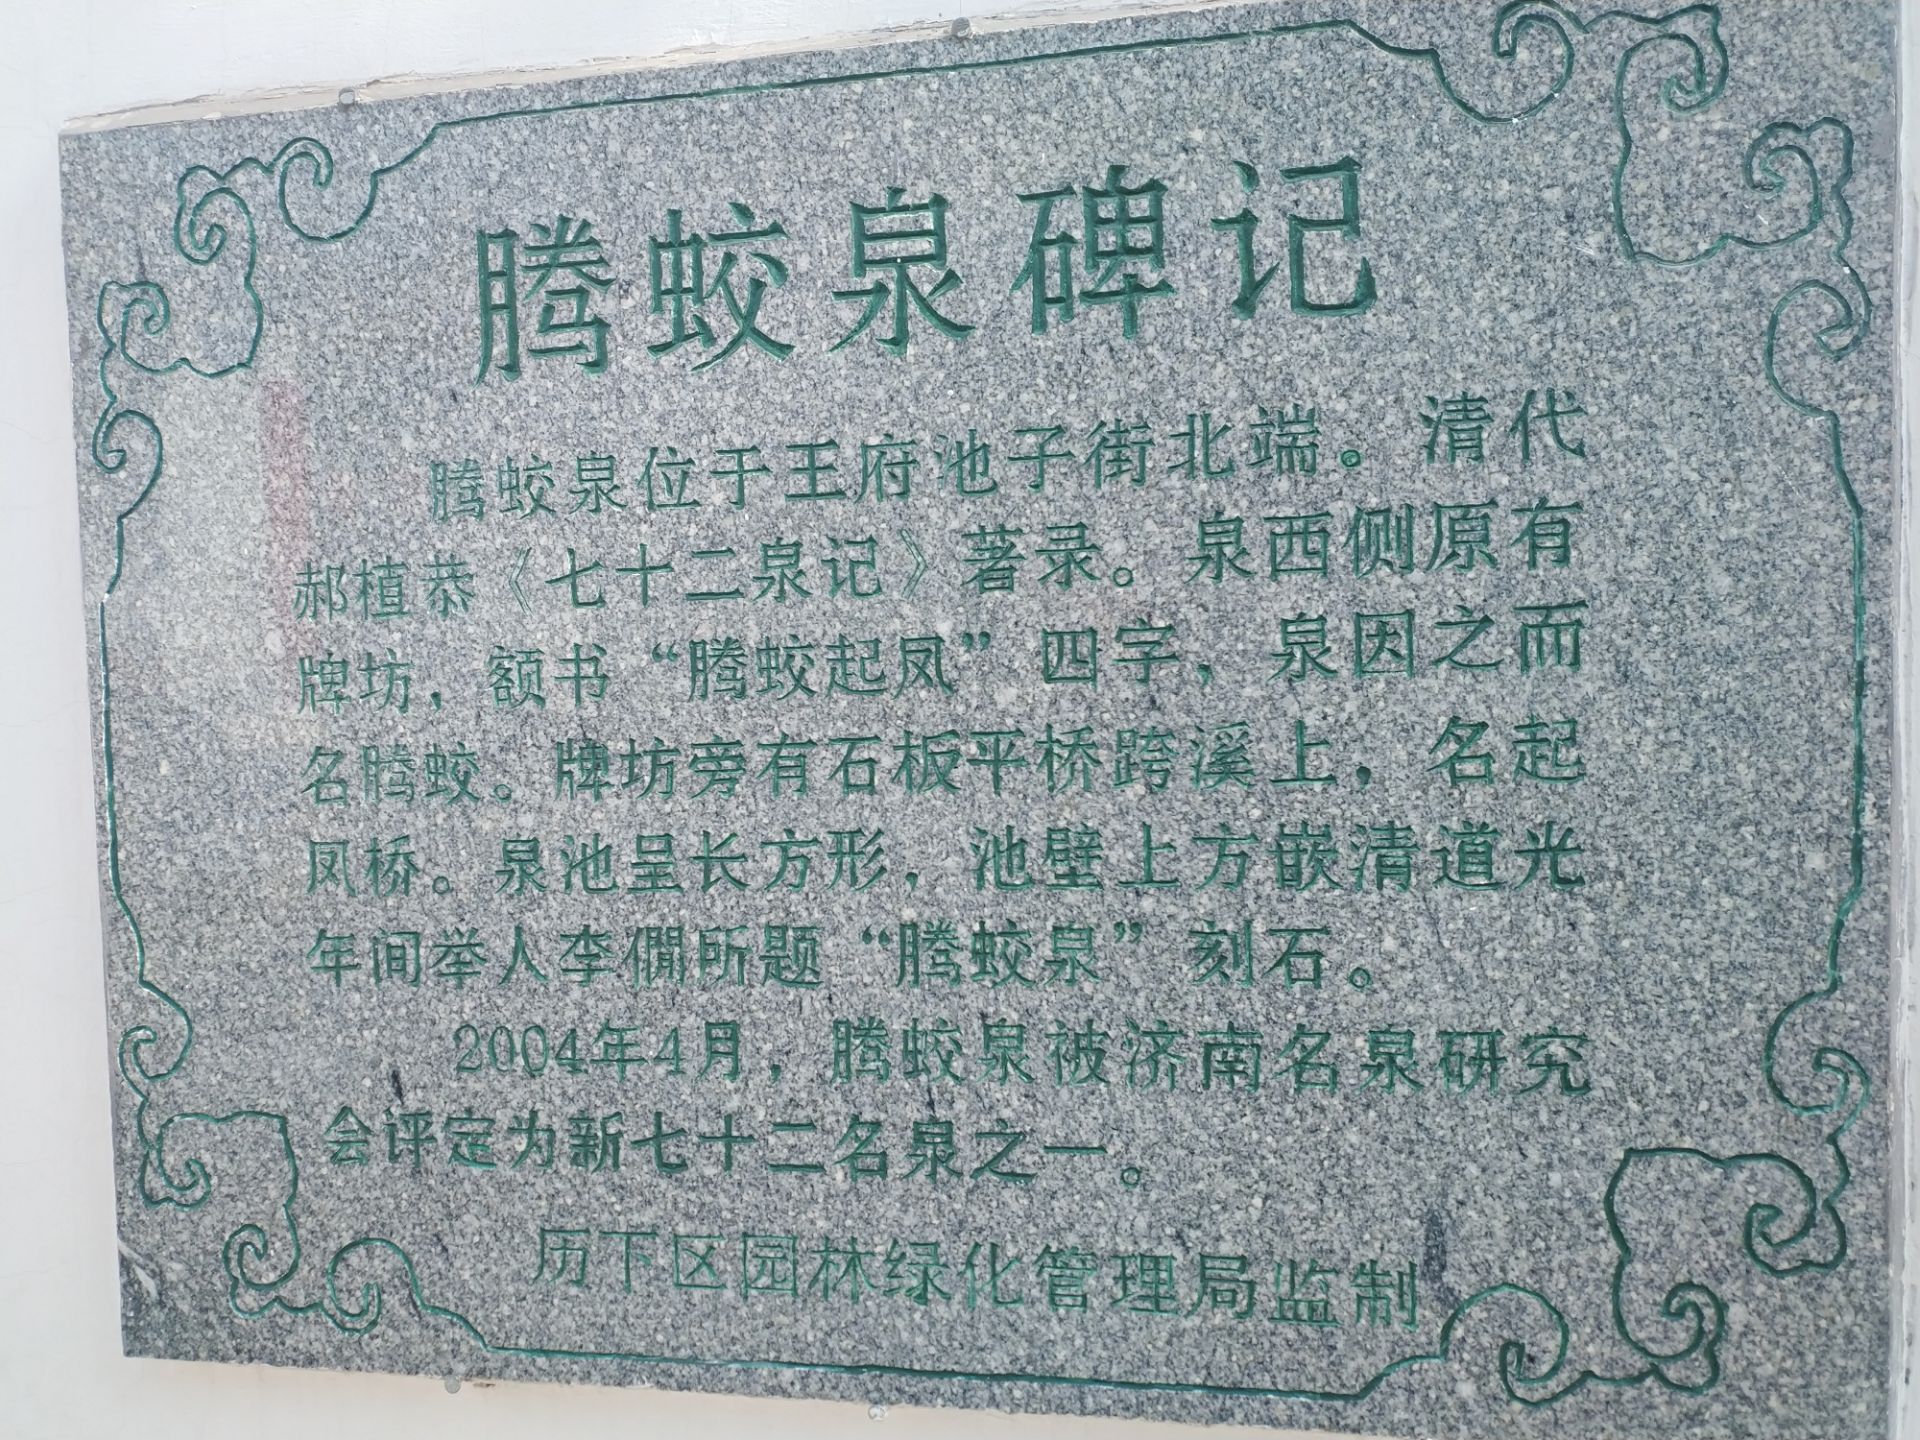 腾蛟泉碑记
腾蛟泉位于王府池子街北端。清代
郝植恭《七十二泉记》著录。泉西侧原有
牌坊，额书“腾蛟起凤”四字，泉因之而
名腾蛟。牌坊旁有石板平桥跨溪上，名起
凤桥。泉池呈长方形，池壁上方嵌清道光
年间举人李僩所题“腾蛟泉”刻石。
2004年4月，腾蛟泉被济南名泉研究
会评定为新七十二名泉之一。
历下区园林绿化管理局监制